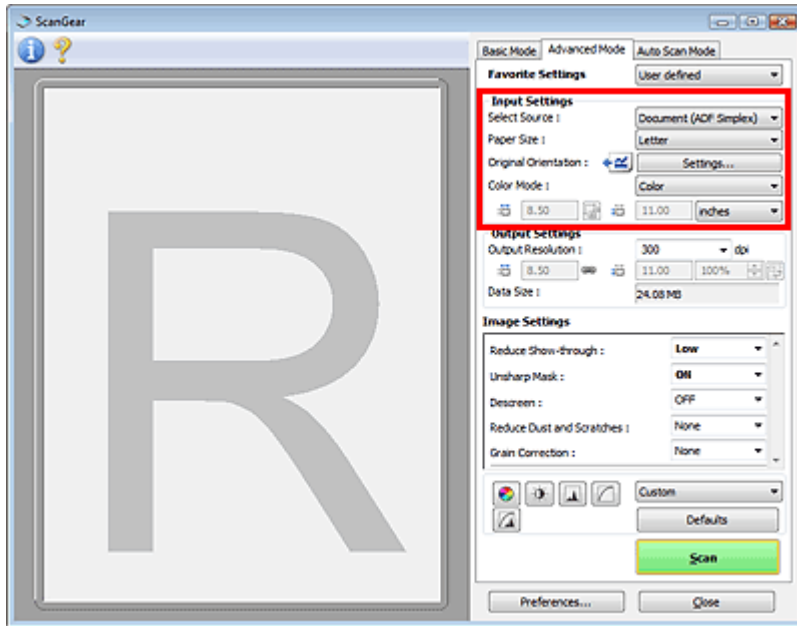 ScanGear
Basic Mode Advanced Mode Auto Scan Mode
Favorite Settings User defined
Input Settings
Select Source : Document (ADF Simplex)
Paper Size : Letter
Original Orientation : Settings...
Color Mode : Color
8.50 11.00 inches
Output Settings
Output Resolution : 300 dpi
8.50 11.00 100%
Data Size : 24.08 MB
Image Settings
Reduce Show-through : Low
Unsharp Mask : ON
Descreen : OFF
Reduce Dust and Scratches : None
Grain Correction : None
Custom
Defaults
Scan
Preferences... Close
R